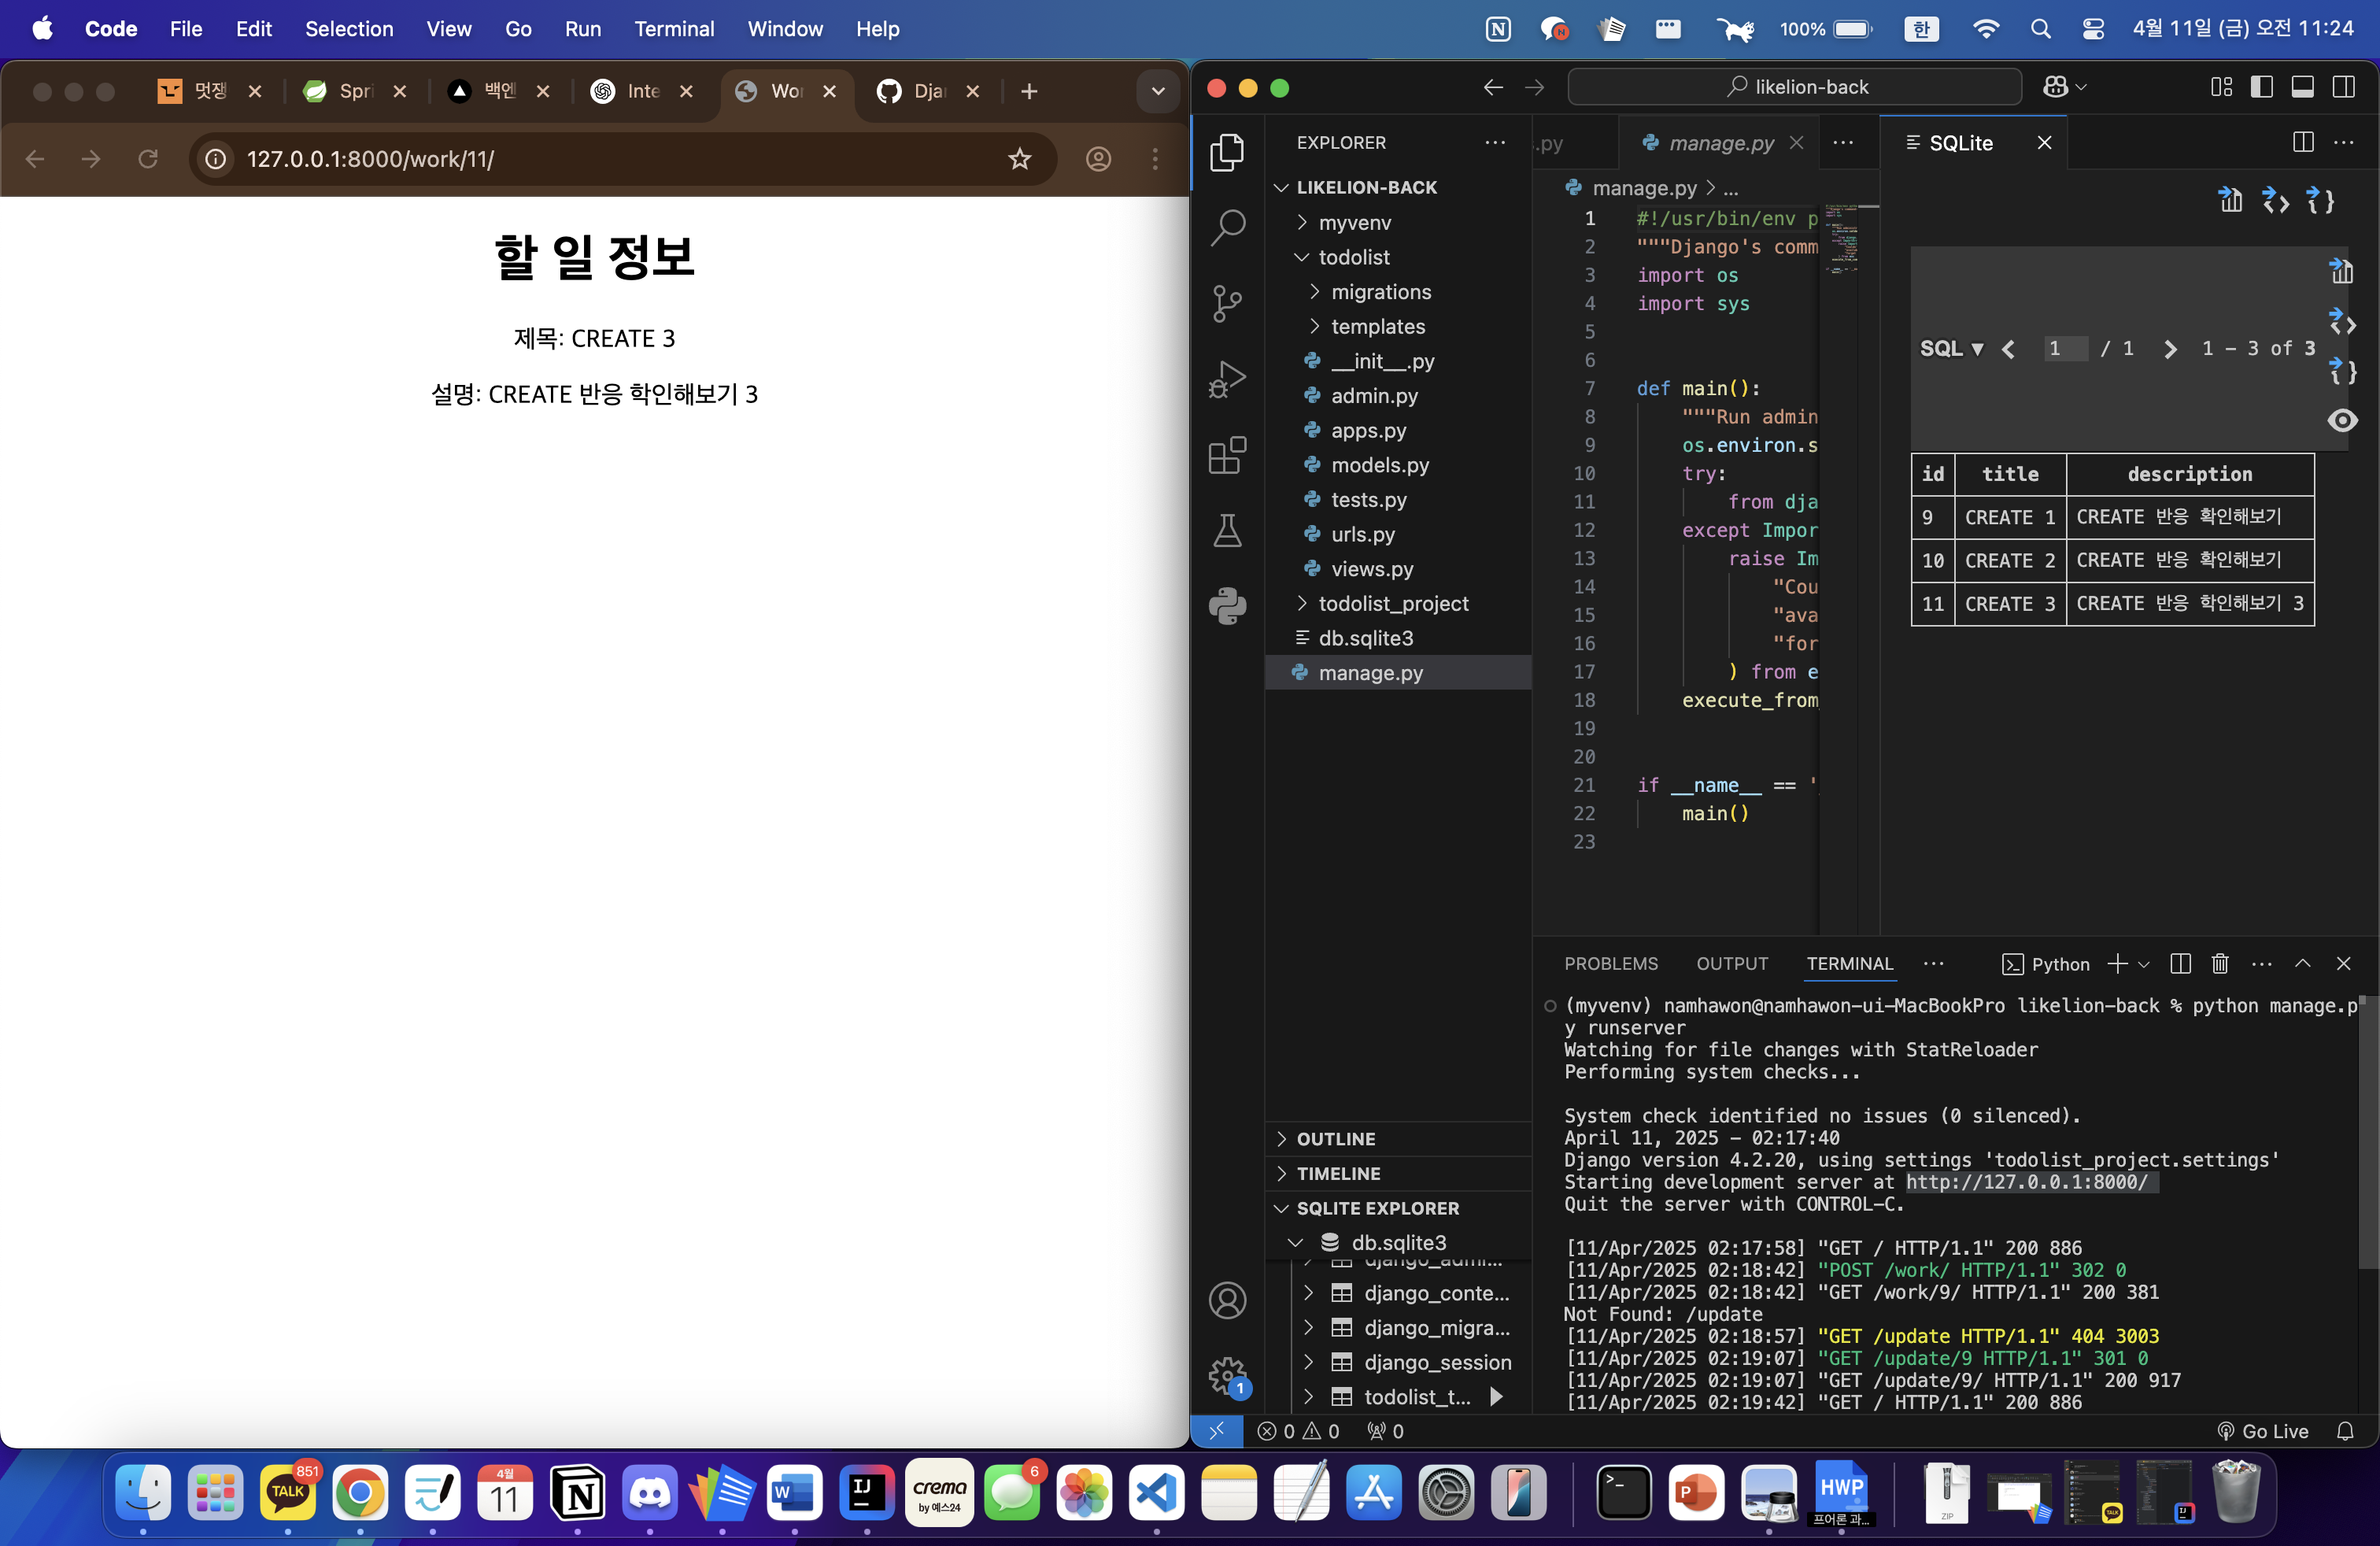 Code File Edit Selection View Go Run Terminal Window Help
100% 한 4월 11일 (금) 오전 11:24
멋쟁 Spri 백엔 Inte Wor Djan
127.0.0.1:8000/work/11/
할 일 정보
제목: CREATE 3
설명: CREATE 반응 학인해보기 3
likelion-back
EXPLORER
LIKELION-BACK
myvenv
todolist
migrations
templates
__init__.py
admin.py
apps.py
models.py
tests.py
urls.py
views.py
todolist_project
db.sqlite3
manage.py
OUTLINE
TIMELINE
SQLITE EXPLORER
db.sqlite3
django_admi...
django_conte...
django_migra...
django_session
todolist_t...
.py manage.py
manage.py > ...
1 #!/usr/bin/env p
2 """Django's comm
3 import os
4 import sys
5
6
7 def main():
8 """Run admin
9 os.environ.s
10 try:
11 from dja
12 except Impor
13 raise Im
14 "Cou
15 "ava
16 "for
17 ) from e
18 execute_from
19
20
21 if __name__ == '
22 main()
23
SQLite
SQL ▼ 1 / 1 1 - 3 of 3
id title description
9 CREATE 1 CREATE 반응 확인해보기
10 CREATE 2 CREATE 반응 확인해보기
11 CREATE 3 CREATE 반응 학인해보기 3
PROBLEMS OUTPUT TERMINAL Python
(myvenv) namhawon@namhawon-ui-MacBookPro likelion-back % python manage.p
y runserver
Watching for file changes with StatReloader
Performing system checks...
System check identified no issues (0 silenced).
April 11, 2025 - 02:17:40
Django version 4.2.20, using settings 'todolist_project.settings'
Starting development server at http://127.0.0.1:8000/
Quit the server with CONTROL-C.
[11/Apr/2025 02:17:58] "GET / HTTP/1.1" 200 886
[11/Apr/2025 02:18:42] "POST /work/ HTTP/1.1" 302 0
[11/Apr/2025 02:18:42] "GET /work/9/ HTTP/1.1" 200 381
Not Found: /update
[11/Apr/2025 02:18:57] "GET /update HTTP/1.1" 404 3003
[11/Apr/2025 02:19:07] "GET /update/9 HTTP/1.1" 301 0
[11/Apr/2025 02:19:07] "GET /update/9/ HTTP/1.1" 200 917
[11/Apr/2025 02:19:42] "GET / HTTP/1.1" 200 886
1
0 0 0 Go Live
851 TALK
4월 11
W
IJ
crema
by 예스24
6
P
HWP
프어론 과...
ZIP